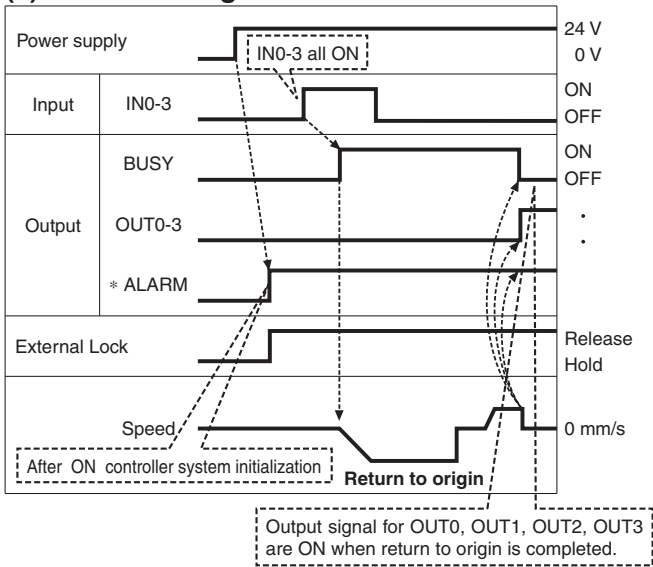 Power supply
24 V
0 V
IN0-3 all ON
Input
IN0-3
ON
OFF
BUSY
ON
OFF
Output
OUT0-3
* ALARM
External Lock
Release
Hold
Speed
0 mm/s
After ON controller system initialization
Return to origin
Output signal for OUT0, OUT1, OUT2, OUT3
are ON when return to origin is completed.